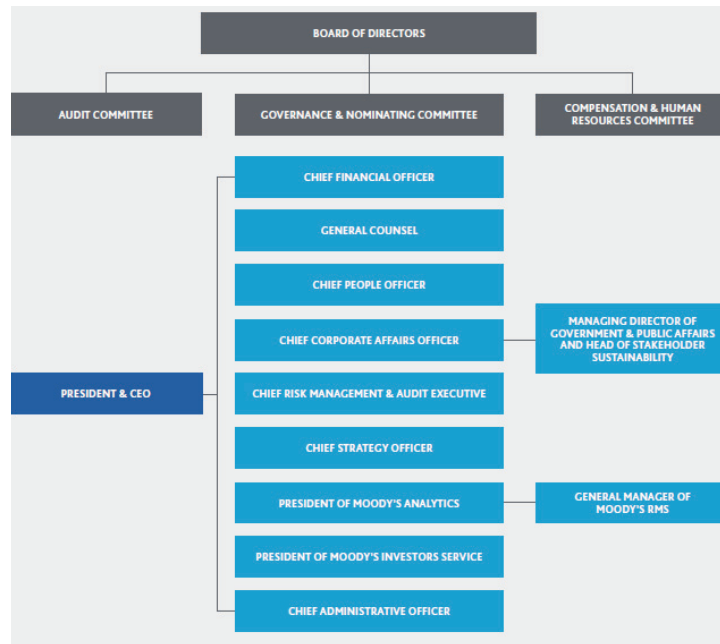 BOARD OF DIRECTORS
AUDIT COMMITTEE
GOVERNANCE & NOMINATING COMMITTEE
COMPENSATION & HUMAN
RESOURCES COMMITTEE
CHIEF FINANCIAL OFFICER
GENERAL COUNSEL
CHIEF PEOPLE OFFICER
CHIEF CORPORATE AFFAIRS OFFICER
MANAGING DIRECTOR OF
GOVERNMENT & PUBLIC AFFAIRS
AND HEAD OF STAKEHOLDER
SUSTAINABILITY
PRESIDENT & CEO
CHIEF RISK MANAGEMENT & AUDIT EXECUTIVE
CHIEF STRATEGY OFFICER
PRESIDENT OF MOODY'S ANALYTICS
GENERAL MANAGER OF
MOODY'S RMS
PRESIDENT OF MOODY'S INVESTORS SERVICE
CHIEF ADMINISTRATIVE OFFICER